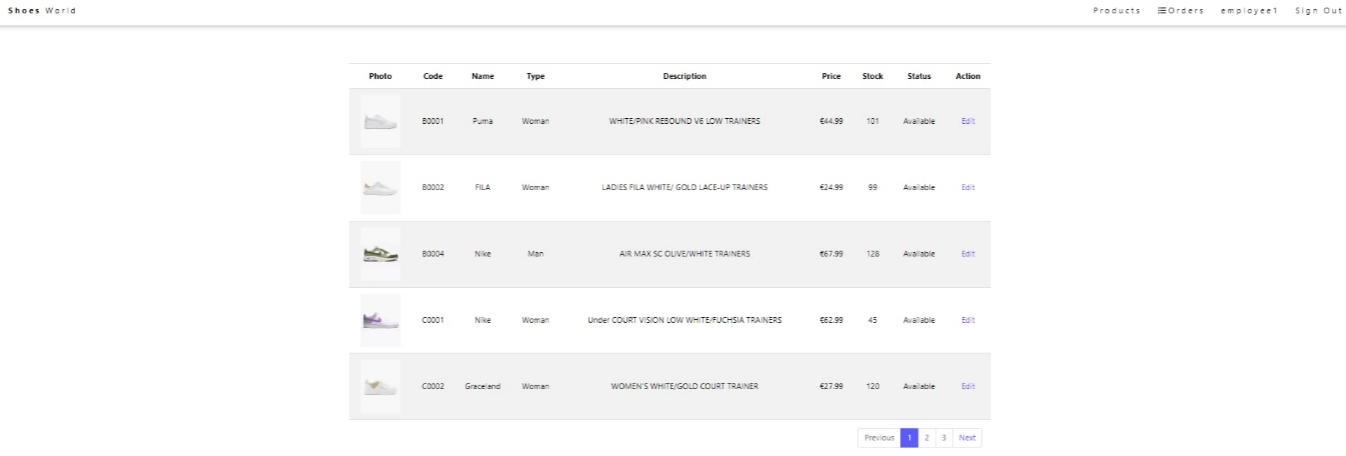 Shoes World Products Orders employee1 Sign Out
Photo Code Name Type Description Price Stock Status Action
B0001 Puma Woman WHITE/PINK REBOUND V6 LOW TRAINERS €44.99 101 Available Edit
B0002 FILA Woman LADIES FILA WHITE/ GOLD LACE-UP TRAINERS €24.99 99 Available Edit
B0004 Nike Man AIR MAX SC OLIVE/WHITE TRAINERS €67.99 128 Available Edit
C0001 Nike Woman Under COURT VISION LOW WHITE/FUCHSIA TRAINERS €62.99 45 Available Edit
C0002 Graceland Woman WOMEN'S WHITE/GOLD COURT TRAINER €27.99 120 Available Edit
Previous 1 2 3 Next